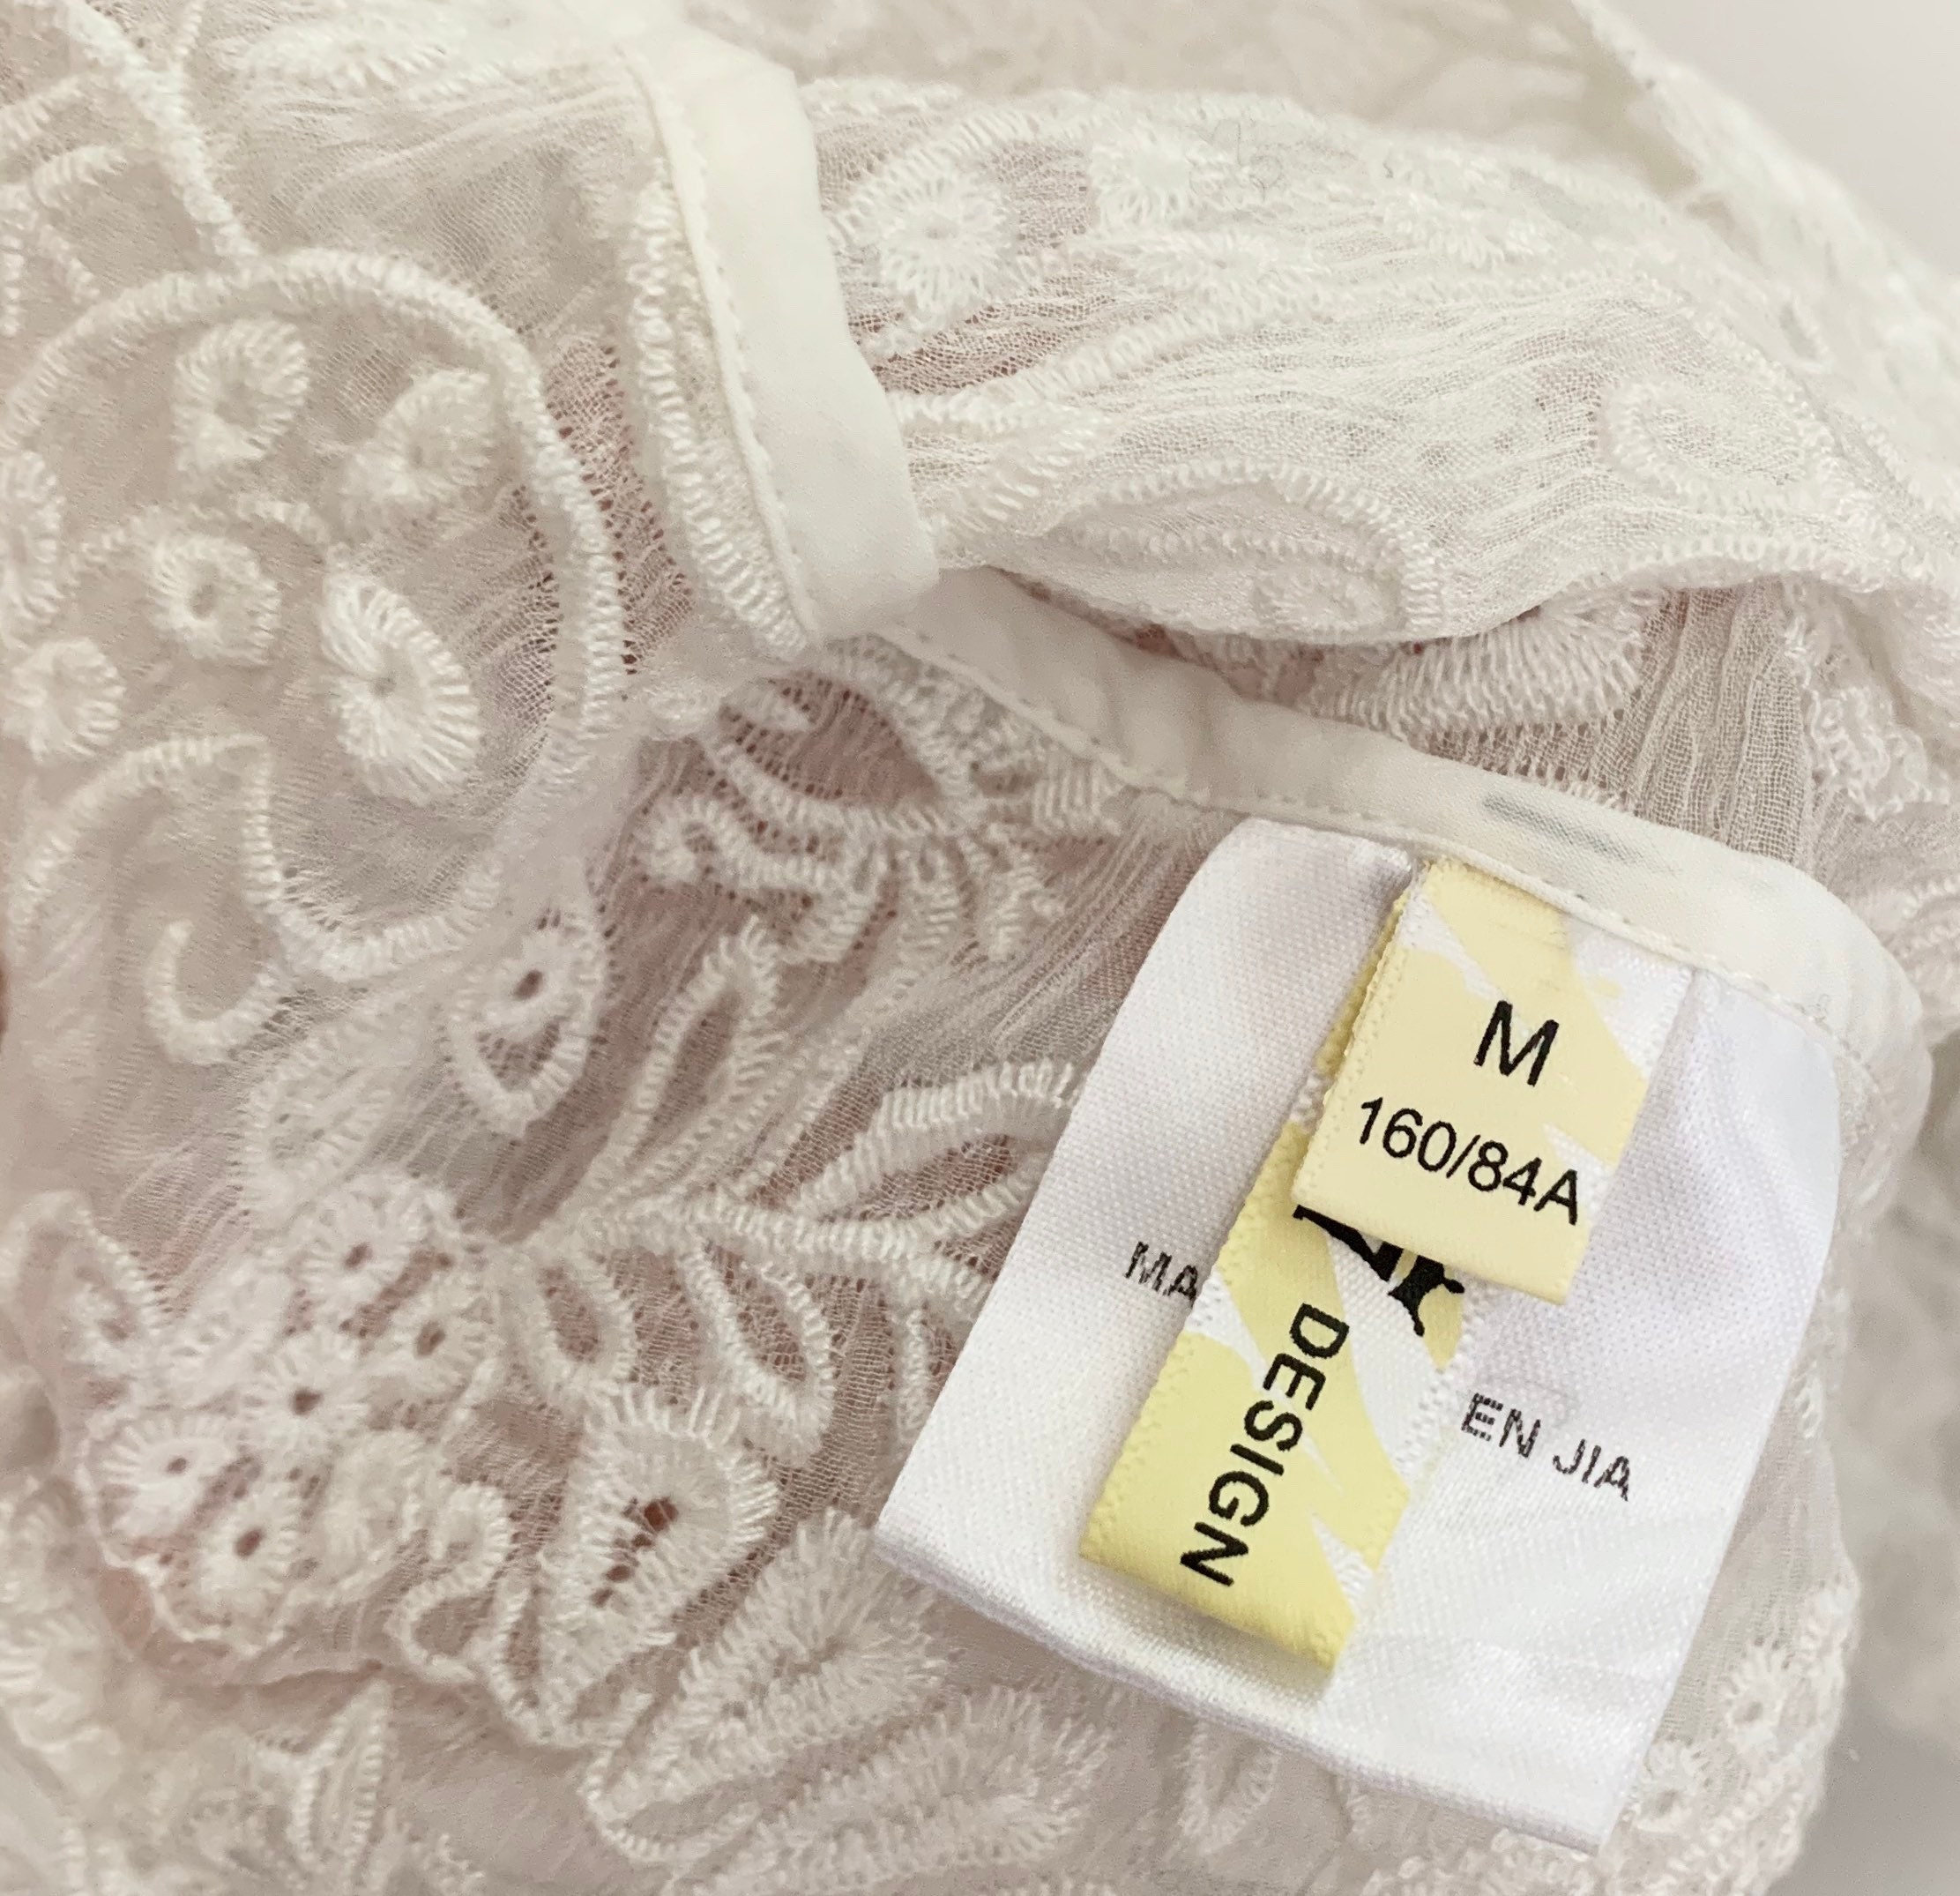 M
160/84A
DESIGN
MA
EN JIA